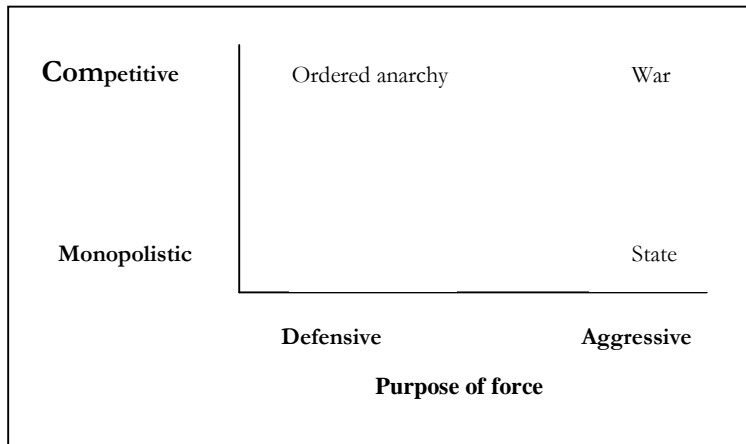 Competitive Ordered anarchy War
Monopolistic State
Defensive Aggressive
Purpose of force